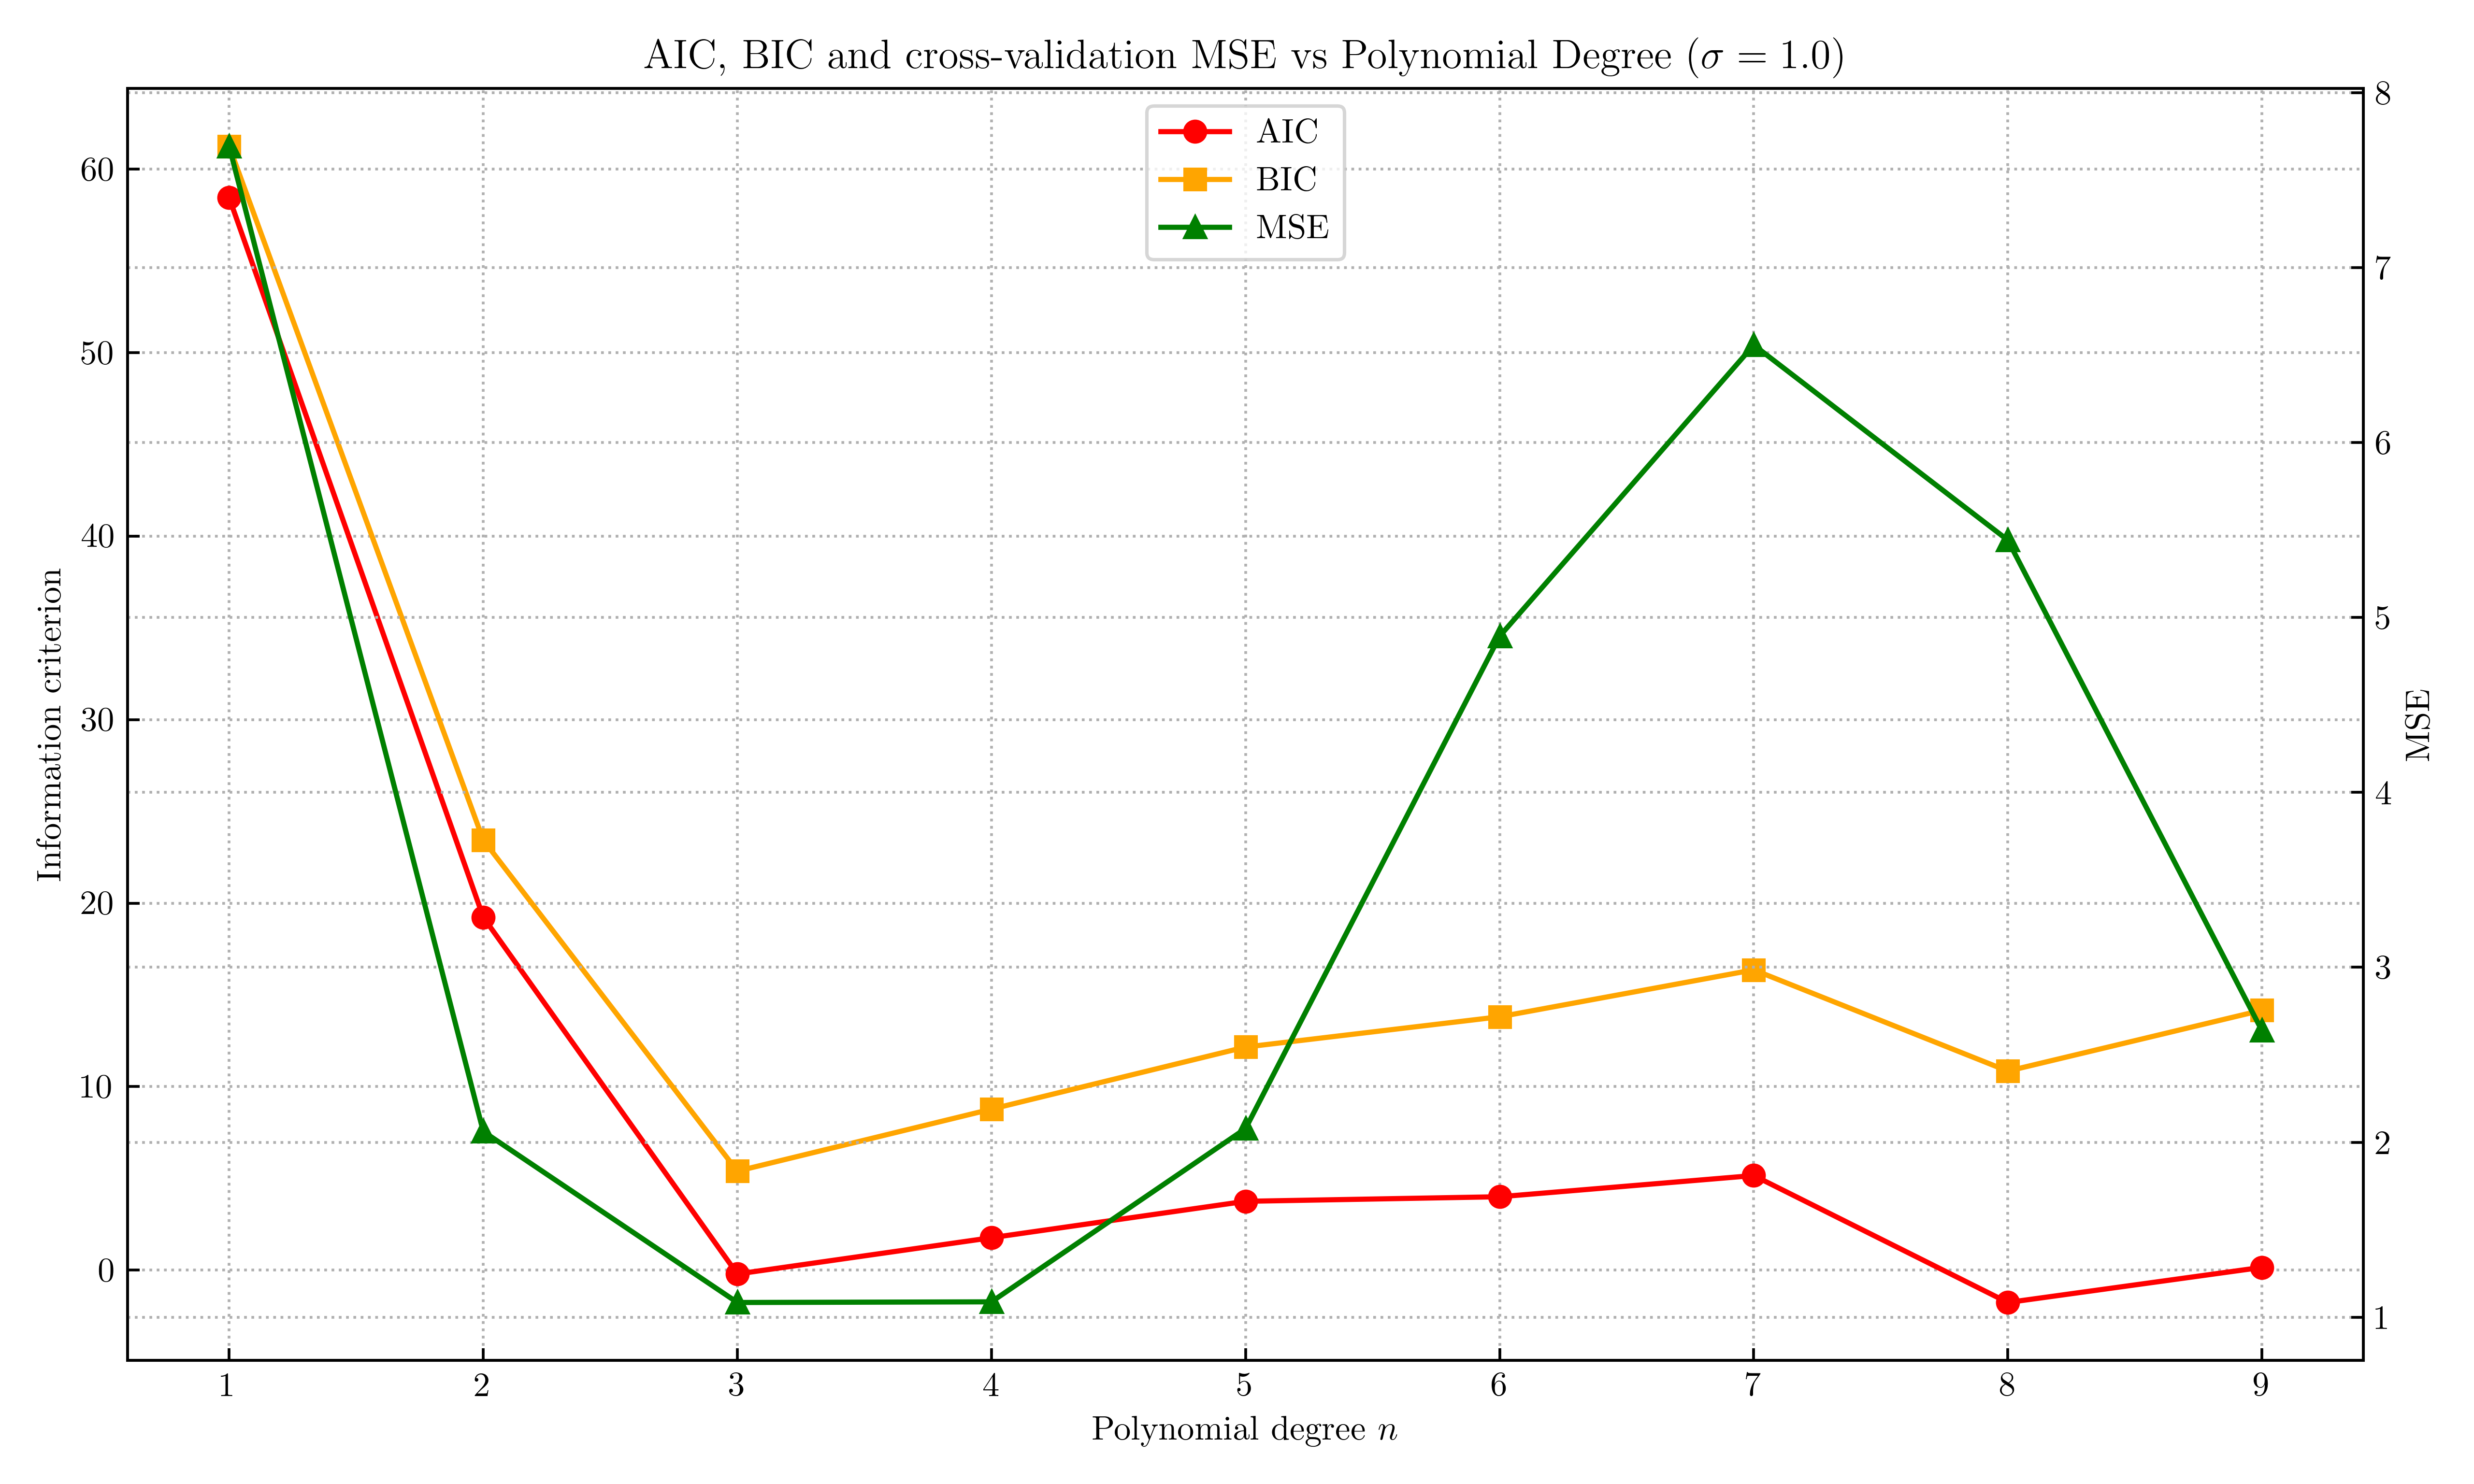 AIC, BIC and cross-validation MSE vs Polynomial Degree (σ = 1.0)
AIC
BIC
MSE
Information criterion
60
50
40
30
20
10
0
MSE
8
7
6
5
4
3
2
1
1 2 3 4 5 6 7 8 9
Polynomial degree n